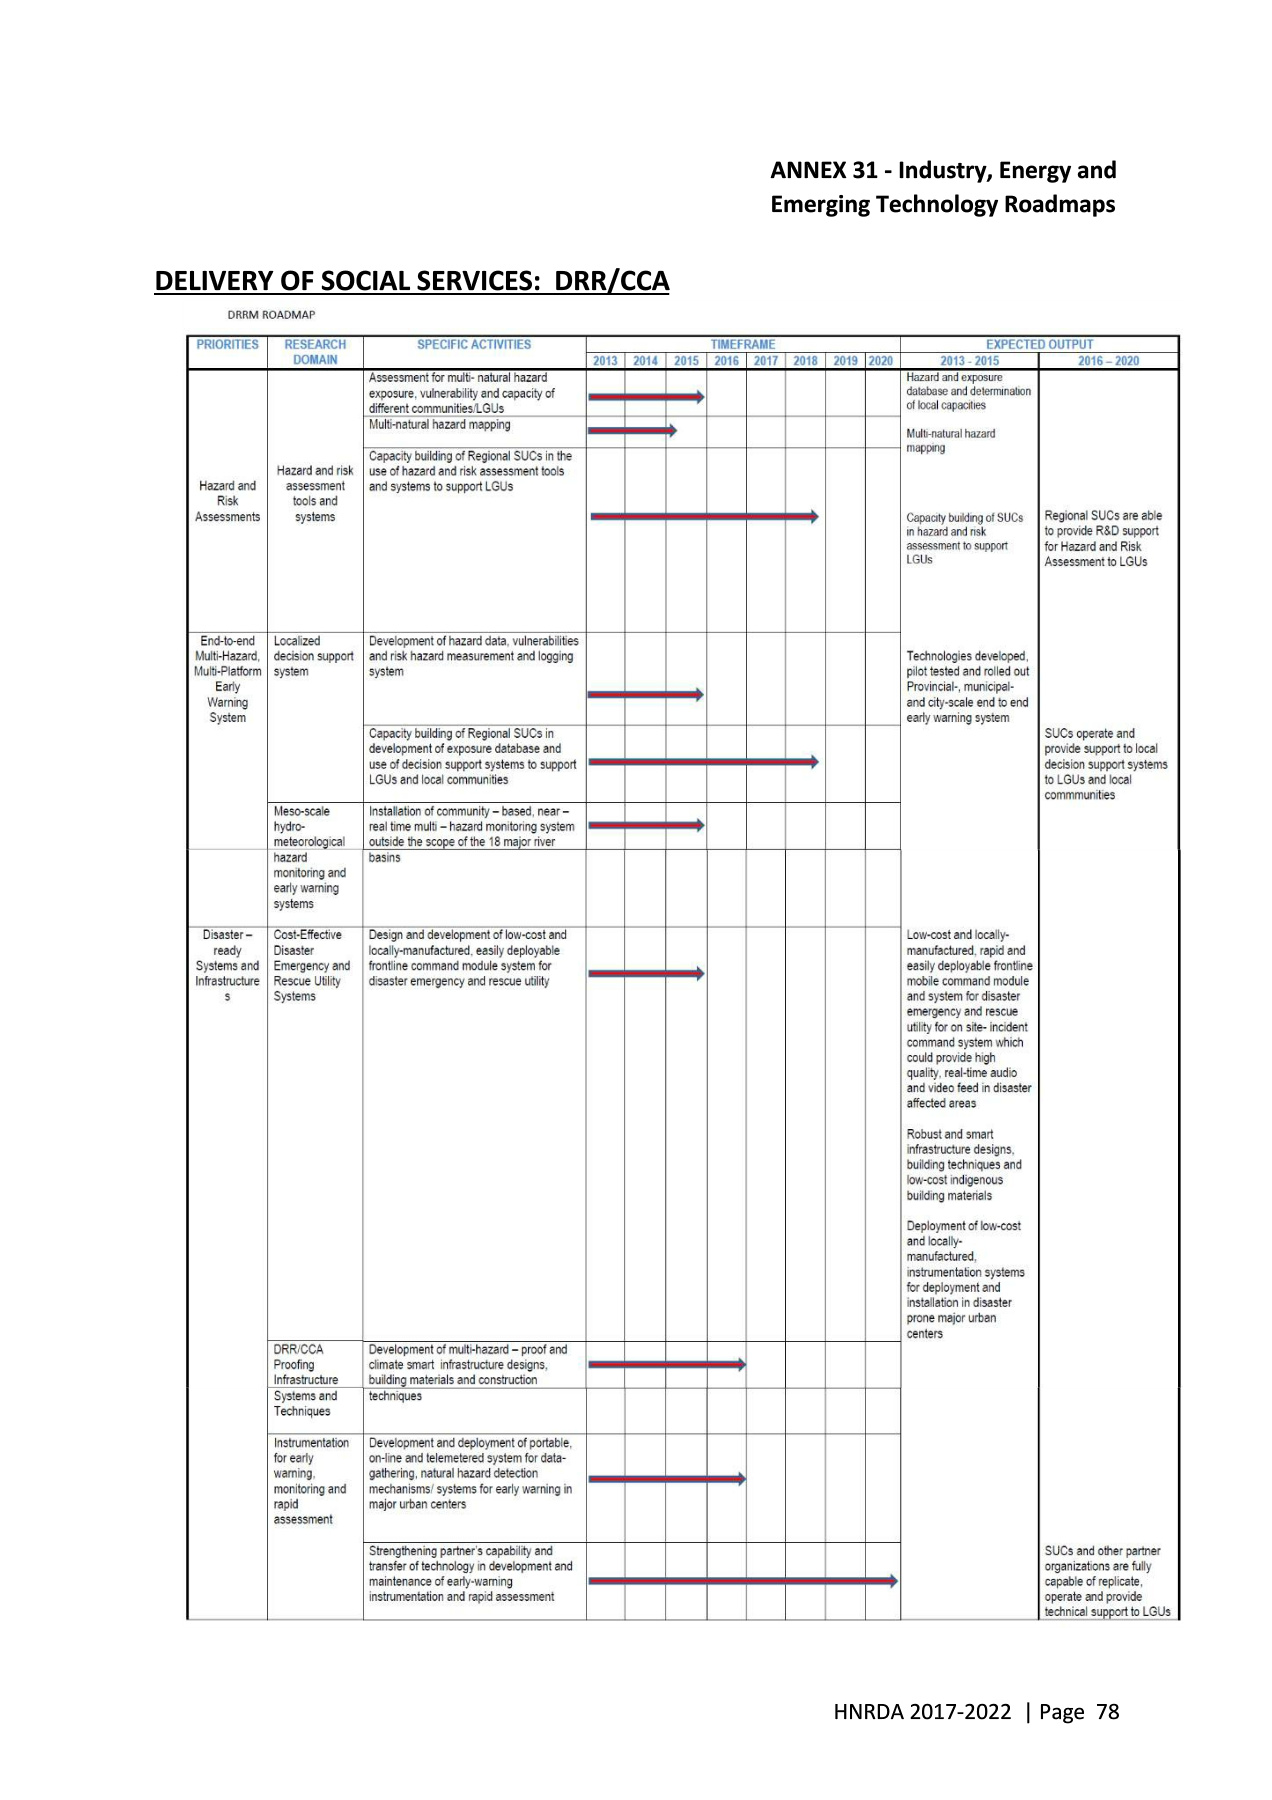 ANNEX 31 - Industry, Energy and
Emerging Technology Roadmaps
DELIVERY OF SOCIAL SERVICES:  DRR/CCA
DRRM ROADMAP
PRIORITIES
RESEARCH
DOMAIN
SPECIFIC ACTIVITIES
TIMEFRAME
EXPECTED OUTPUT
2013
2014
2015
2016
2017
2018
2019
2020
2013 - 2015
2016 – 2020
Hazard and
Risk
Assessments
Hazard and risk
assessment
tools and
systems
Assessment for multi- natural hazard
exposure, vulnerability and capacity of
different communities/LGUs
Hazard and exposure
database and determination
of local capacities
Multi-natural hazard mapping
Multi-natural hazard
mapping
Capacity building of Regional SUCs in the
use of hazard and risk assessment tools
and systems to support LGUs
Capacity building of SUCs
in hazard and risk
assessment to support
LGUs
Regional SUCs are able
to provide R&D support
for Hazard and Risk
Assessment to LGUs
End-to-end
Multi-Hazard,
Multi-Platform
Early
Warning
System
Localized
decision support
system
Development of hazard data, vulnerabilities
and risk hazard measurement and logging
system
Technologies developed,
pilot tested and rolled out
Provincial-, municipal-
and city-scale end to end
early warning system
Capacity building of Regional SUCs in
development of exposure database and
use of decision support systems to support
LGUs and local communities
SUCs operate and
provide support to local
decision support systems
to LGUs and local
commmunities
Meso-scale
hydro-
meteorological
hazard
monitoring and
early warning
systems
Installation of community – based, near –
real time multi – hazard monitoring system
outside the scope of the 18 major river
basins
Disaster –
ready
Systems and
Infrastructure
s
Cost-Effective
Disaster
Emergency and
Rescue Utility
Systems
Design and development of low-cost and
locally-manufactured, easily deployable
frontline command module system for
disaster emergency and rescue utility
Low-cost and locally-
manufactured, rapid and
easily deployable frontline
mobile command module
and system for disaster
emergency and rescue
utility for on site- incident
command system which
could provide high
quality, real-time audio
and video feed in disaster
affected areas
Robust and smart
infrastructure designs,
building techniques and
low-cost indigenous
building materials
Deployment of low-cost
and locally-
manufactured,
instrumentation systems
for deployment and
installation in disaster
prone major urban
centers
DRR/CCA
Proofing
Infrastructure
Systems and
Techniques
Development of multi-hazard – proof and
climate smart  infrastructure designs,
building materials and construction
techniques
Instrumentation
for early
warning,
monitoring and
rapid
assessment
Development and deployment of portable,
on-line and telemetered system for data-
gathering, natural hazard detection
mechanisms/ systems for early warning in
major urban centers
Strengthening partner's capability and
transfer of technology in development and
maintenance of early-warning
instrumentation and rapid assessment
SUCs and other partner
organizations are fully
capable of replicate,
operate and provide
technical support to LGUs
HNRDA 2017-2022  | Page  78